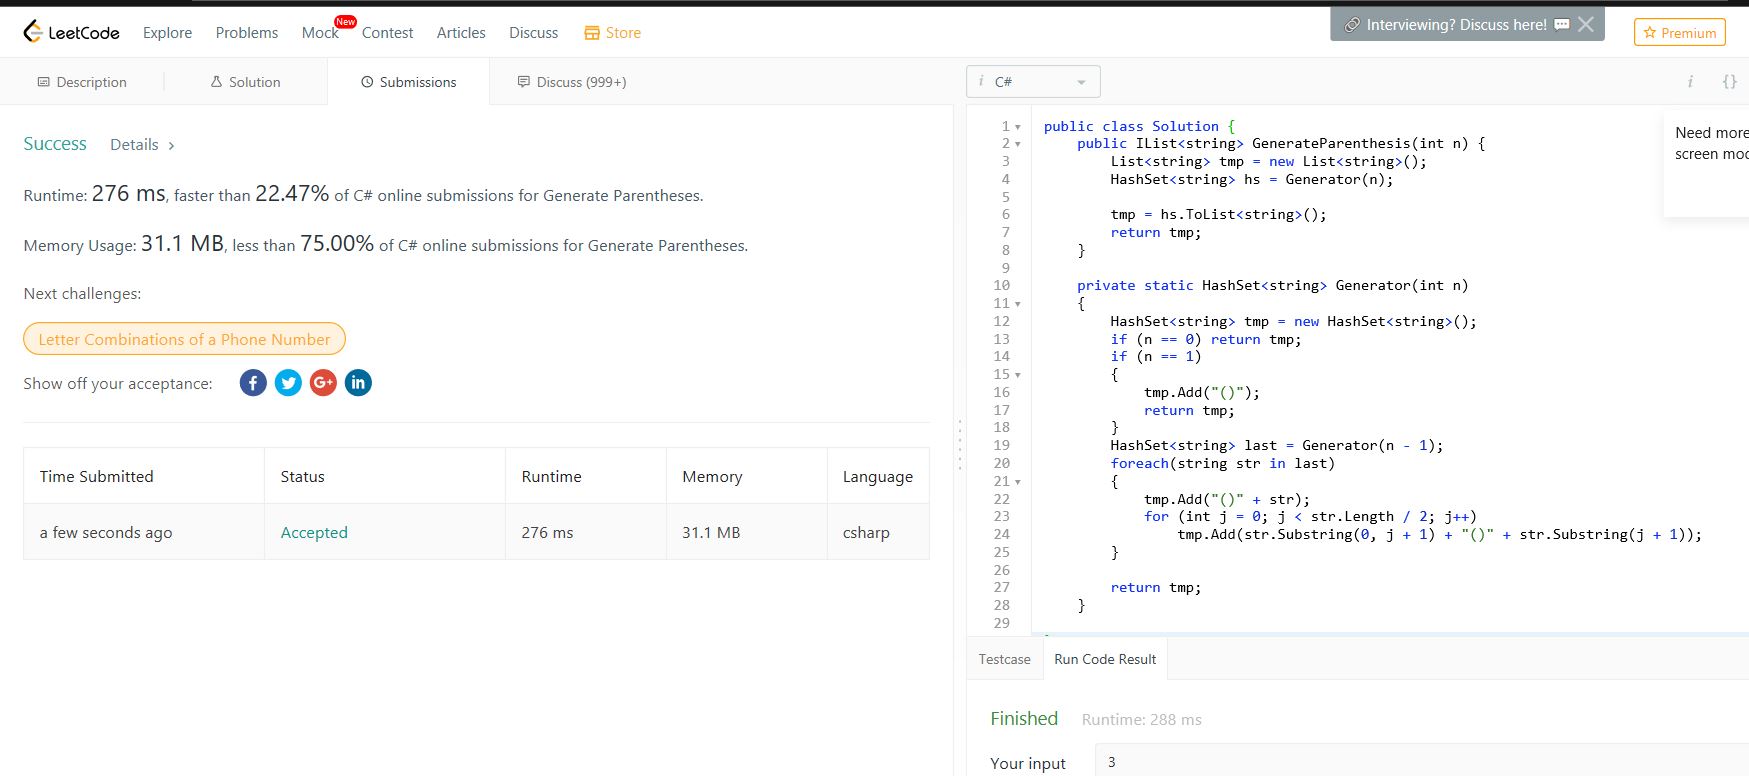 LeetCode Explore Problems Mock New Contest Articles Discuss Store Interviewing? Discuss here! Premium
Description Solution Submissions Discuss (999+)
Success Details >
Runtime: 276 ms, faster than 22.47% of C# online submissions for Generate Parentheses.
Memory Usage: 31.1 MB, less than 75.00% of C# online submissions for Generate Parentheses.
Next challenges:
Letter Combinations of a Phone Number
Show off your acceptance: f G+ in
Time Submitted Status Runtime Memory Language
a few seconds ago Accepted 276 ms 31.1 MB csharp
i C# i {}
1 public class Solution {
2     public IList<string> GenerateParenthesis(int n) {
3         List<string> tmp = new List<string>();
4         HashSet<string> hs = Generator(n);
5
6         tmp = hs.ToList<string>();
7         return tmp;
8     }
9
10     private static HashSet<string> Generator(int n)
11     {
12         HashSet<string> tmp = new HashSet<string>();
13         if (n == 0) return tmp;
14         if (n == 1)
15         {
16             tmp.Add("()");
17             return tmp;
18         }
19         HashSet<string> last = Generator(n - 1);
20         foreach(string str in last)
21         {
22             tmp.Add("()" + str);
23             for (int j = 0; j < str.Length / 2; j++)
24                 tmp.Add(str.Substring(0, j + 1) + "()" + str.Substring(j + 1));
25         }
26
27         return tmp;
28     }
29
Need more
screen mod
Testcase Run Code Result
Finished Runtime: 288 ms
Your input 3